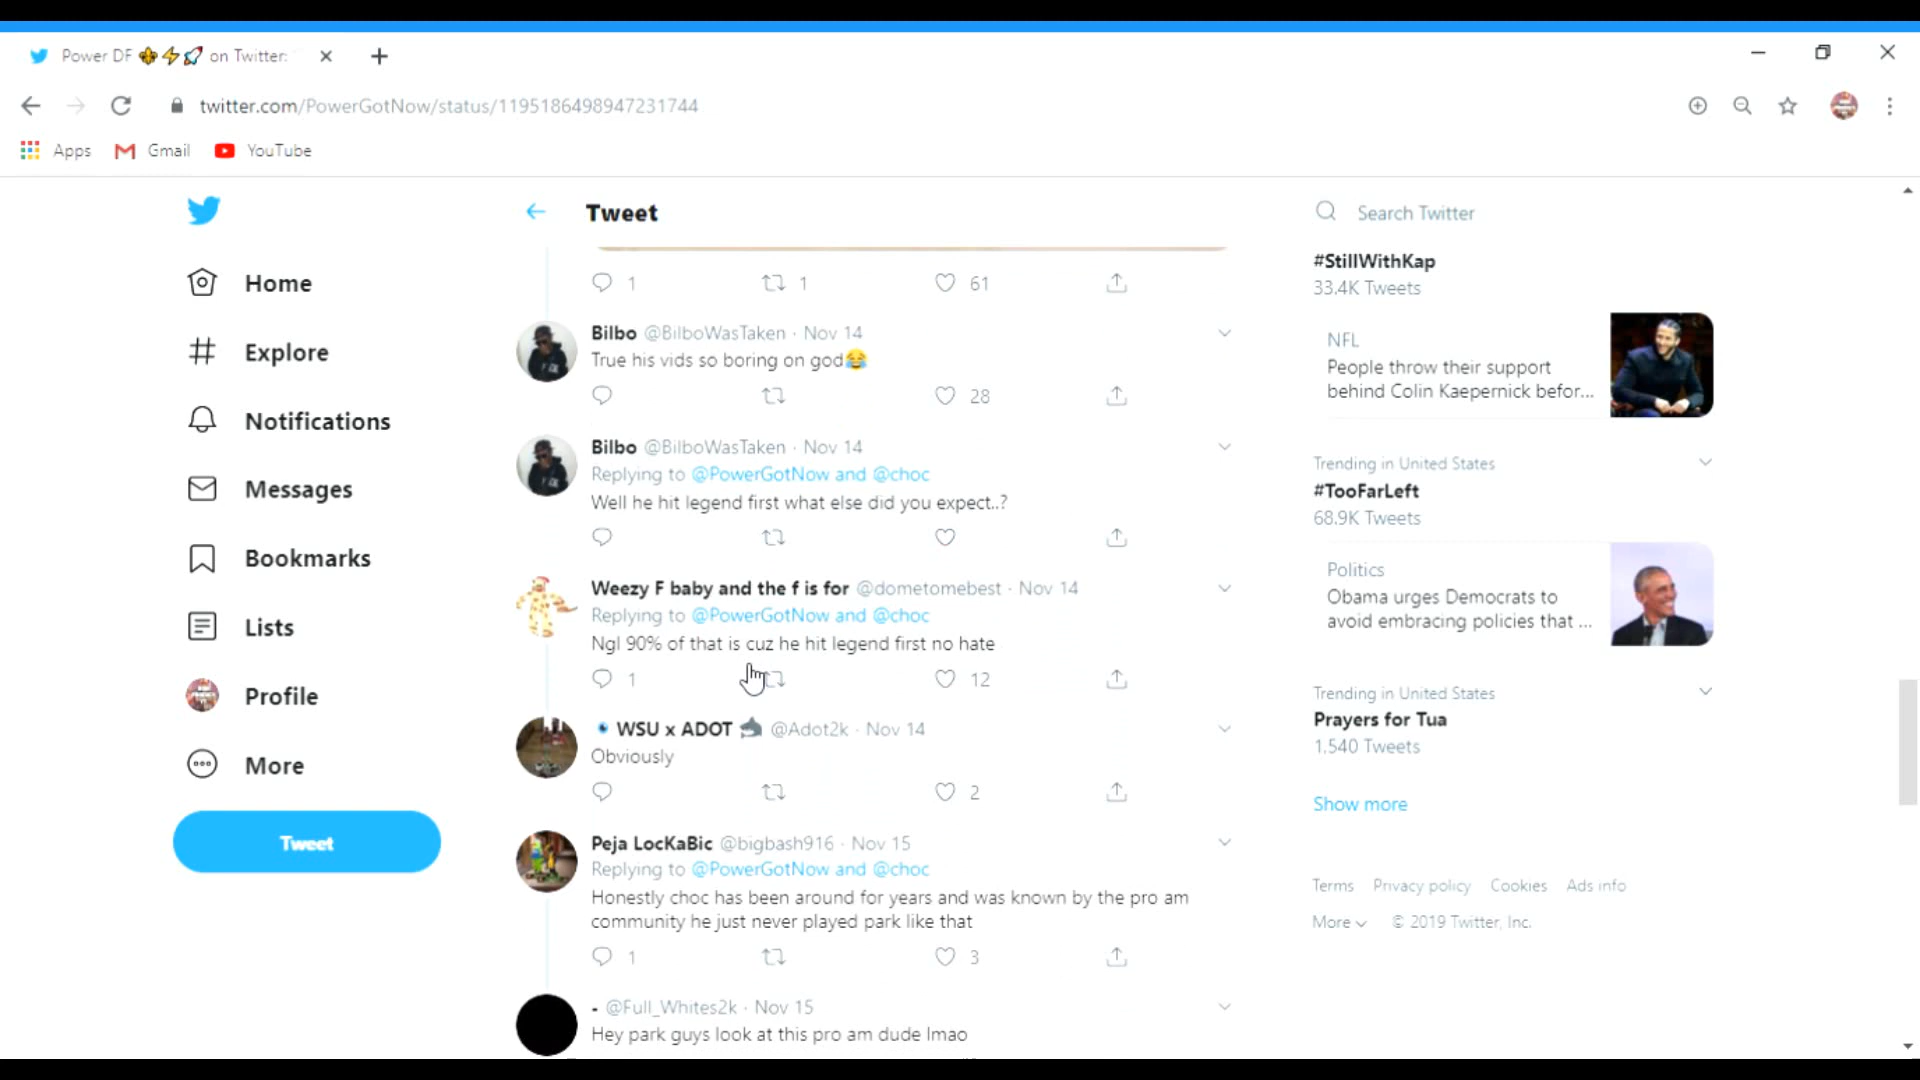 Power DF ⚜⚡🚀 on Twitter:
twitter.com/PowerGotNow/status/1195186498947231744
Apps Gmail YouTube
Tweet
Search Twitter
Home
Explore
Notifications
Messages
Bookmarks
Lists
Profile
More
Tweet
1 1 61
Bilbo @BilboWasTaken · Nov 14
True his vids so boring on god😂
28
Bilbo @BilboWasTaken · Nov 14
Replying to @PowerGotNow and @choc
Well he hit legend first what else did you expect..?
Weezy F baby and the f is for @dometomebest · Nov 14
Replying to @PowerGotNow and @choc
Ngl 90% of that is cuz he hit legend first no hate
1 12
WSU x ADOT 🦈 @Adot2k · Nov 14
Obviously
2
Peja LocKaBic @bigbash916 · Nov 15
Replying to @PowerGotNow and @choc
Honestly choc has been around for years and was known by the pro am
community he just never played park like that
1 3
- @Full_Whites2k · Nov 15
Hey park guys look at this pro am dude lmao
#StillWithKap
33.4K Tweets
NFL
People throw their support
behind Colin Kaepernick befor...
Trending in United States
#TooFarLeft
68.9K Tweets
Politics
Obama urges Democrats to
avoid embracing policies that ...
Trending in United States
Prayers for Tua
1,540 Tweets
Show more
Terms Privacy policy Cookies Ads info
More © 2019 Twitter, Inc.